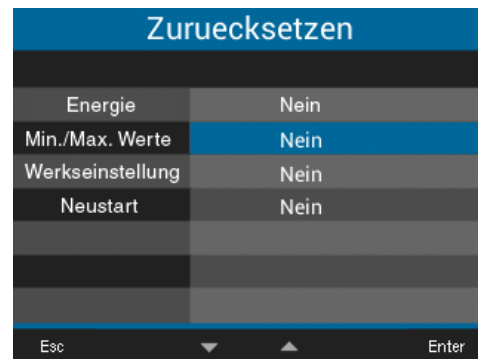 Zuruecksetzen
Energie Nein
Min./Max. Werte Nein
Werkseinstellung Nein
Neustart Nein
Esc Enter